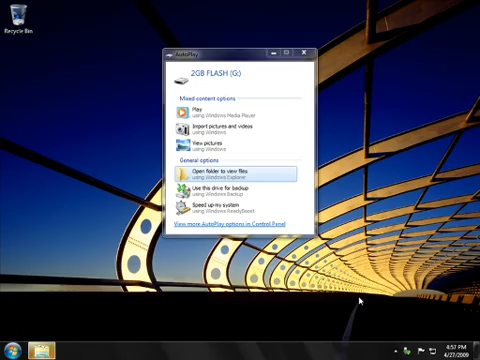 Recycle Bin
AutoPlay
2GB FLASH (G:)
Mixed content options
Play
using Windows Media Player
Import pictures and videos
using Windows
View pictures
using Windows
General options
Open folder to view files
using Windows Explorer
Use this drive for backup
using Windows Backup
Speed up my system
using Windows ReadyBoost
View more AutoPlay options in Control Panel
4:57 PM
4/27/2009